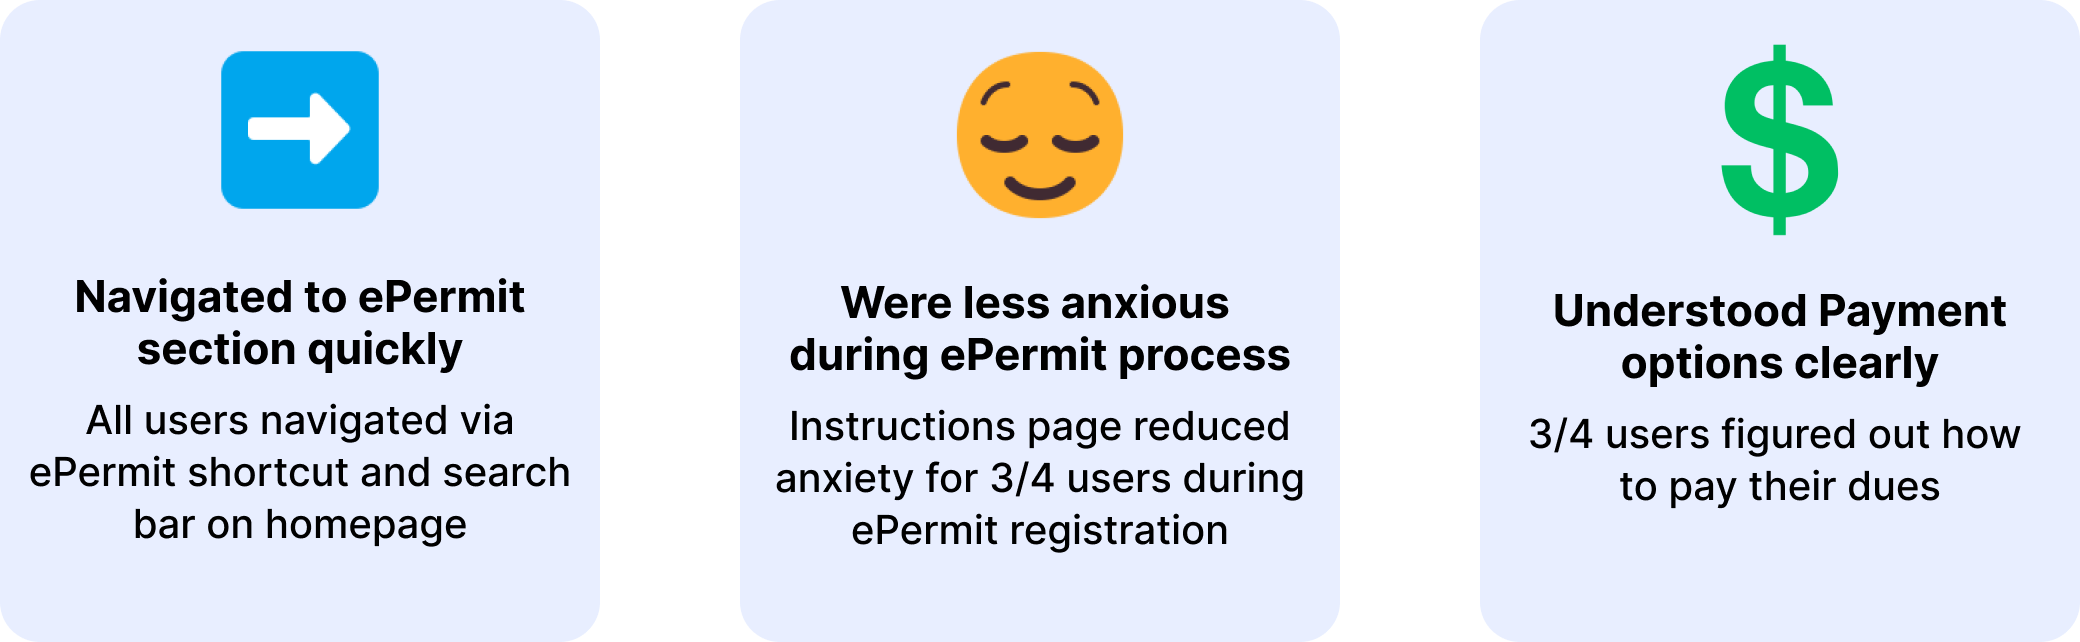 Navigated to ePermit
section quickly
All users navigated via
ePermit shortcut and search
bar on homepage
Were less anxious
during ePermit process
Instructions page reduced
anxiety for 3/4 users during
ePermit registration
$
Understood Payment
options clearly
3/4 users figured out how
to pay their dues